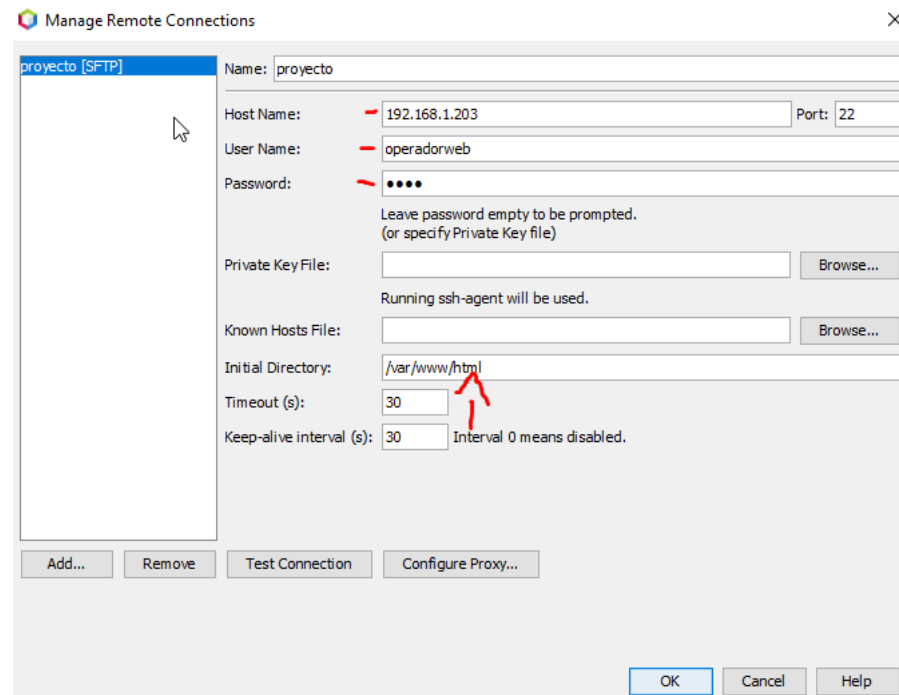 Manage Remote Connections
proyecto [SFTP]
Name: proyecto
Host Name: 192.168.1.203 Port: 22
User Name: operadorweb
Password: ••••
Leave password empty to be prompted.
(or specify Private Key file)
Private Key File: Browse...
Running ssh-agent will be used.
Known Hosts File: Browse...
Initial Directory: /var/www/html
Timeout (s): 30
Keep-alive interval (s): 30 Interval 0 means disabled.
Add... Remove Test Connection Configure Proxy...
OK Cancel Help